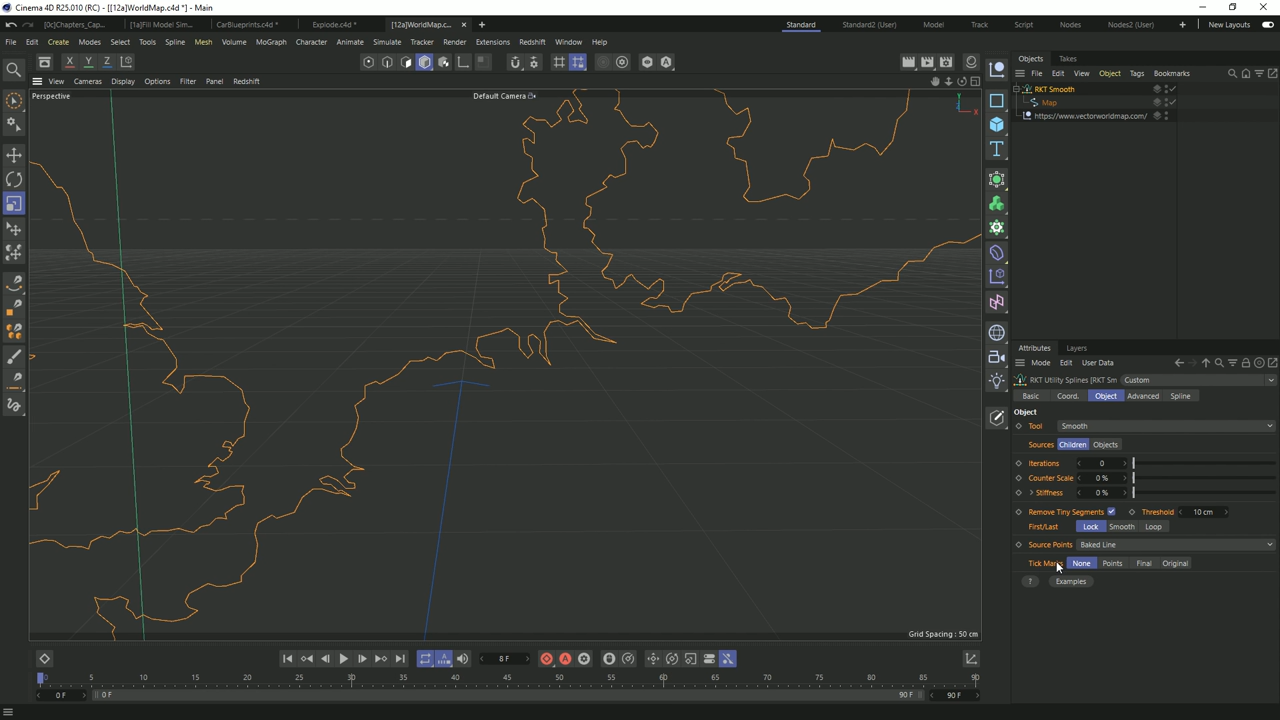 Cinema 4D R25.010 (RC) - [[12a]WorldMap.c4d *] - Main
[0c]Chapters_Cap... [1a]Fill Model Sim... CarBlueprints.c4d * Explode.c4d * [12a]WorldMap.c... × + Standard Standard2 (User) Model Track Script Nodes Nodes2 (User) + New Layouts
File Edit Create Modes Select Tools Spline Mesh Volume MoGraph Character Animate Simulate Tracker Render Extensions Redshift Window Help
X Y Z
Objects Takes
File Edit View Object Tags Bookmarks
View Cameras Display Options Filter Panel Redshift
RKT Smooth
Perspective
Default Camera
Y
Z
X
Map
https://www.vectorworldmap.com/
Attributes Layers
Mode Edit User Data
RKT Utility Splines [RKT Sm Custom
Basic Coord. Object Advanced Spline
Object
Tool Smooth
Sources Children Objects
Iterations 0
Counter Scale 0 %
> Stiffness 0 %
Remove Tiny Segments Threshold 10 cm
First/Last Lock Smooth Loop
Source Points Baked Line
Tick Marks None Points Final Original
? Examples
Grid Spacing : 50 cm
8 F
0 5 10 15 20 25 30 35 40 45 50 55 60 65 70 75 80 85 90
0 F 0 F 90 F 90 F